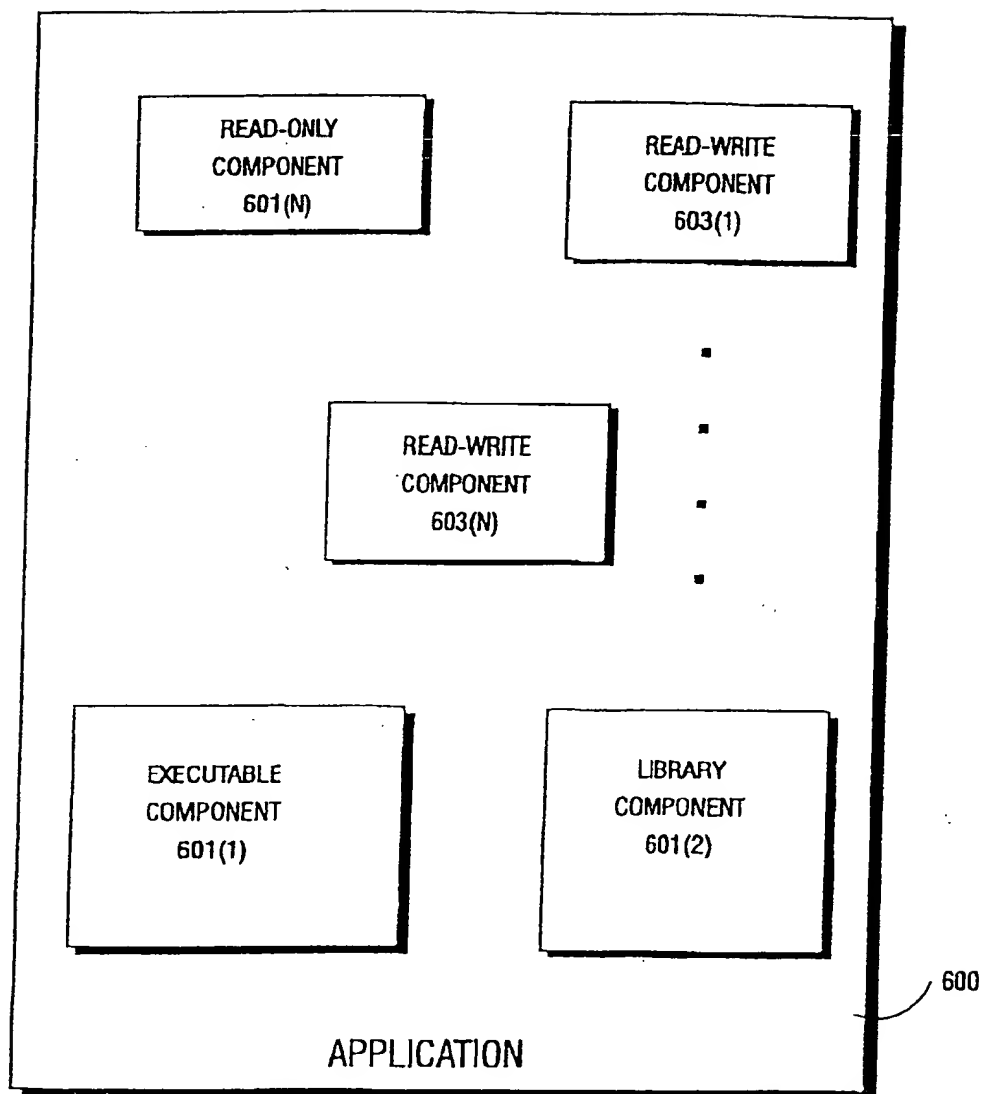 READ-ONLY
COMPONENT
601(N)
READ-WRITE
COMPONENT
603(1)
READ-WRITE
COMPONENT
603(N)
EXECUTABLE
COMPONENT
601(1)
LIBRARY
COMPONENT
601(2)
600
APPLICATION